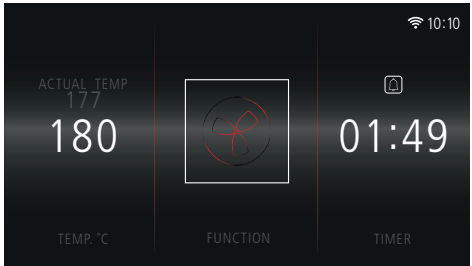 10:10
ACTUAL TEMP
177
180
01:49
TEMP. °C
FUNCTION
TIMER